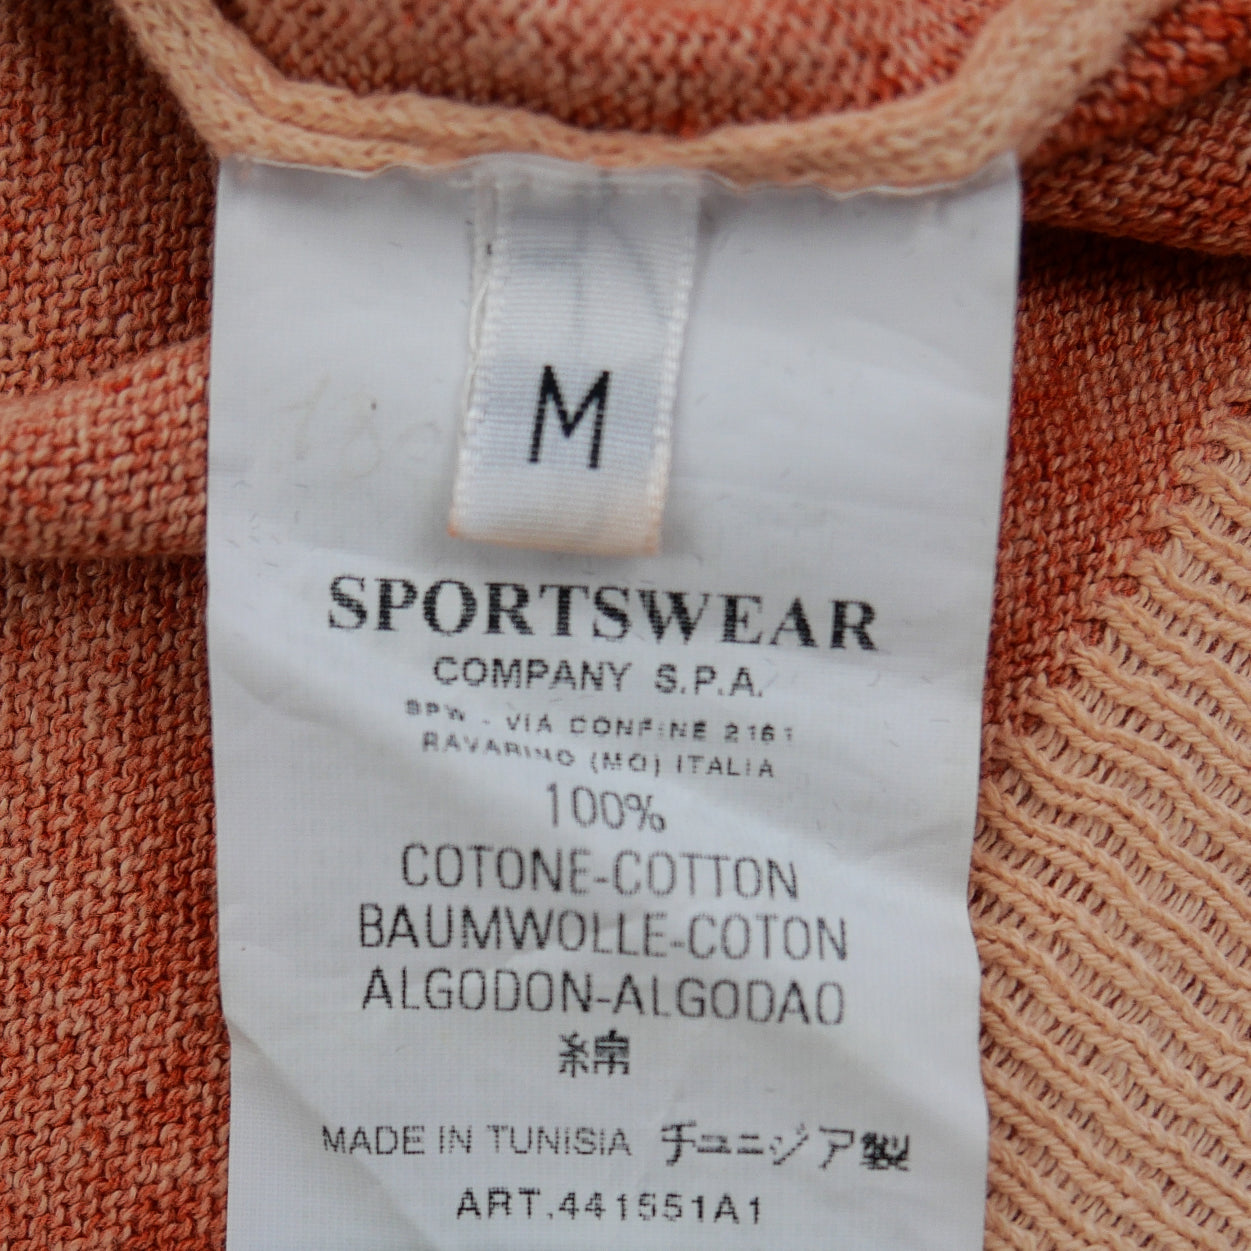 M
SPORTSWEAR
COMPANY S.P.A.
SPW - VIA CONFINE 2161
RAVARINO (MO) ITALIA
100%
COTONE-COTTON
BAUMWOLLE-COTON
ALGODON-ALGODAO
綿
MADE IN TUNISIA チュニジア製
ART.441551A1